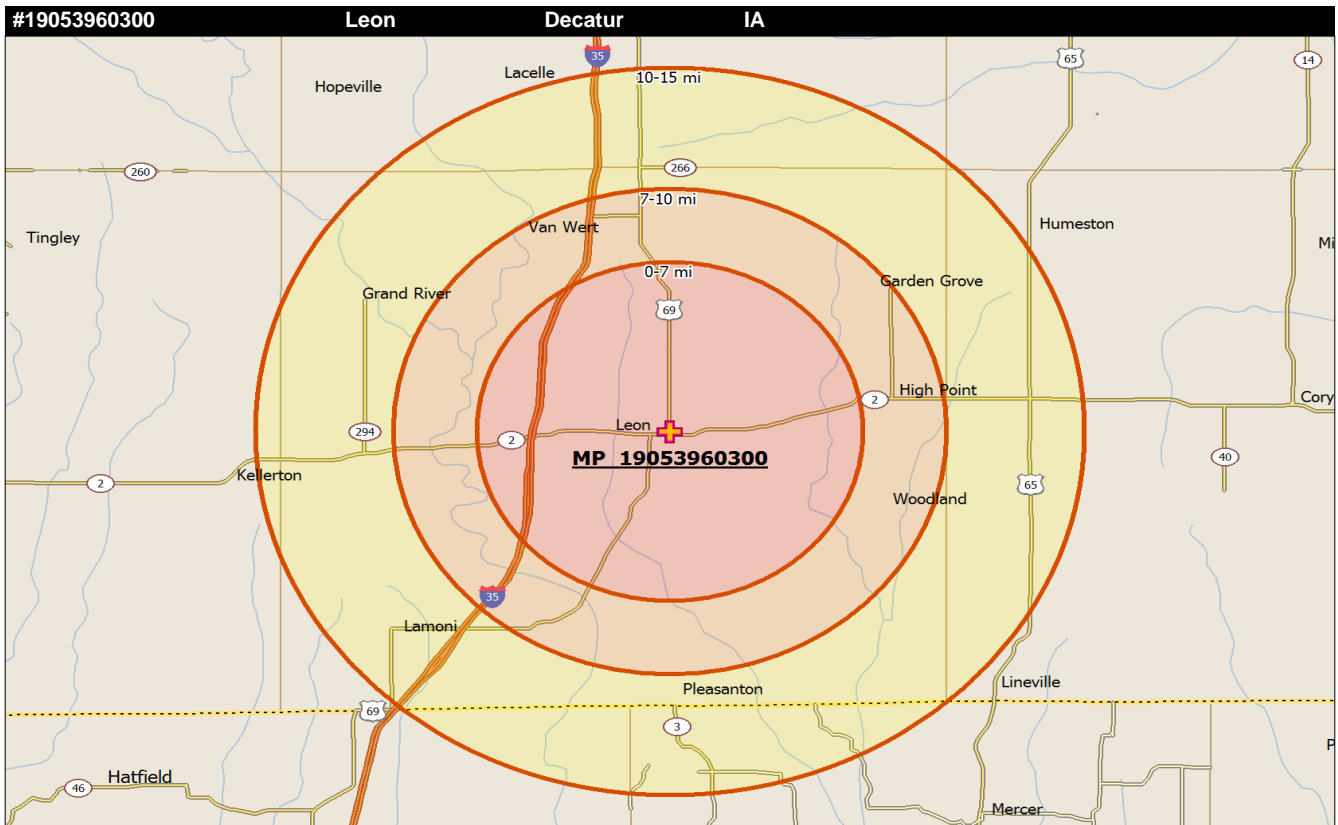 #19053960300 Leon Decatur IA
35
65
14
Lacelle
10-15 mi
Hopeville
260
266
7-10 mi
Van Wert
Humeston
Tingley
Mi
0-7 mi
Garden Grove
Grand River
69
High Point
2
Cory
Leon
294
2
MP 19053960300
40
Kellerton
2
65
Woodland
35
Lamoni
Pleasanton
Lineville
69
3
P
Hatfield
46
Mercer